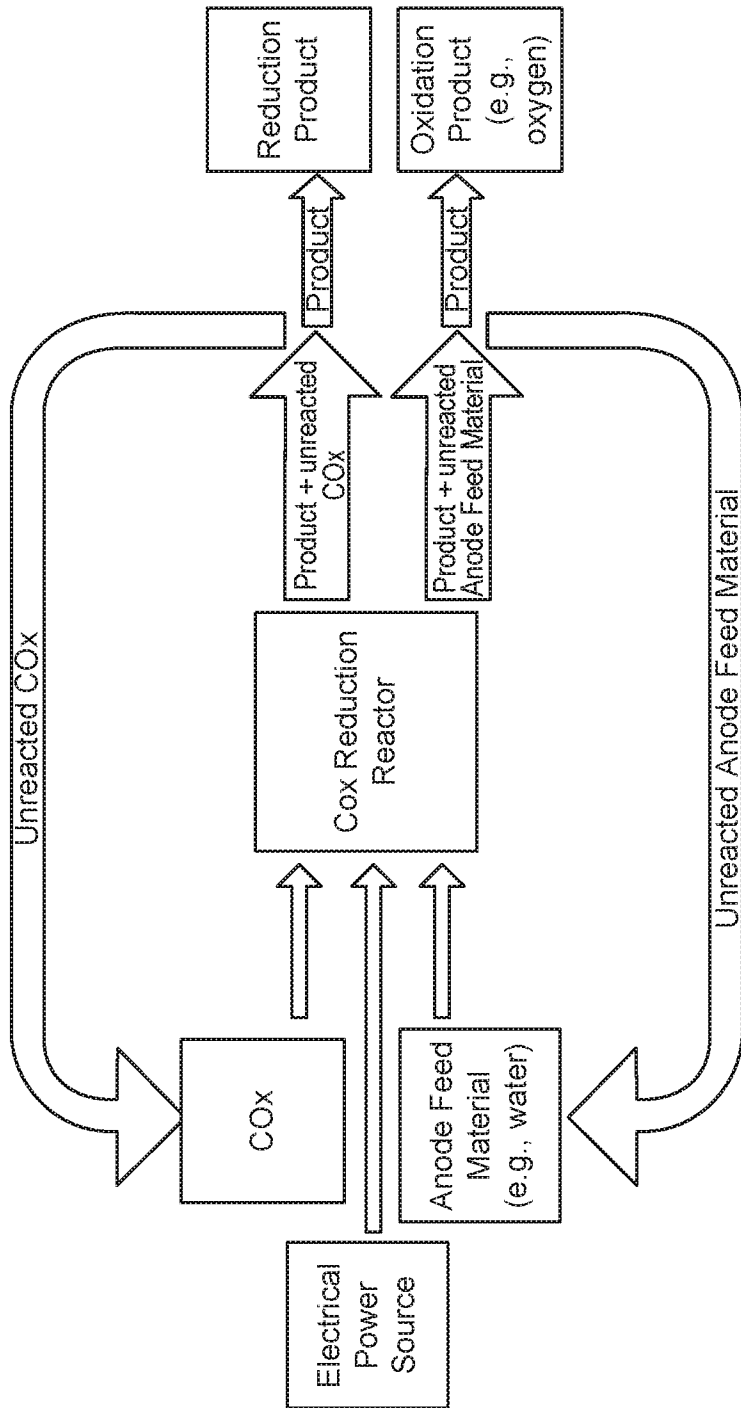 Unreacted COx
Electrical
Power
Source
COx
Anode Feed
Material
(e.g., water)
Cox Reduction
Reactor
Product + unreacted
COx
Product + unreacted
Anode Feed Material
Product
Product
Reduction
Product
Oxidation
Product
(e.g.,
oxygen)
Unreacted Anode Feed Material